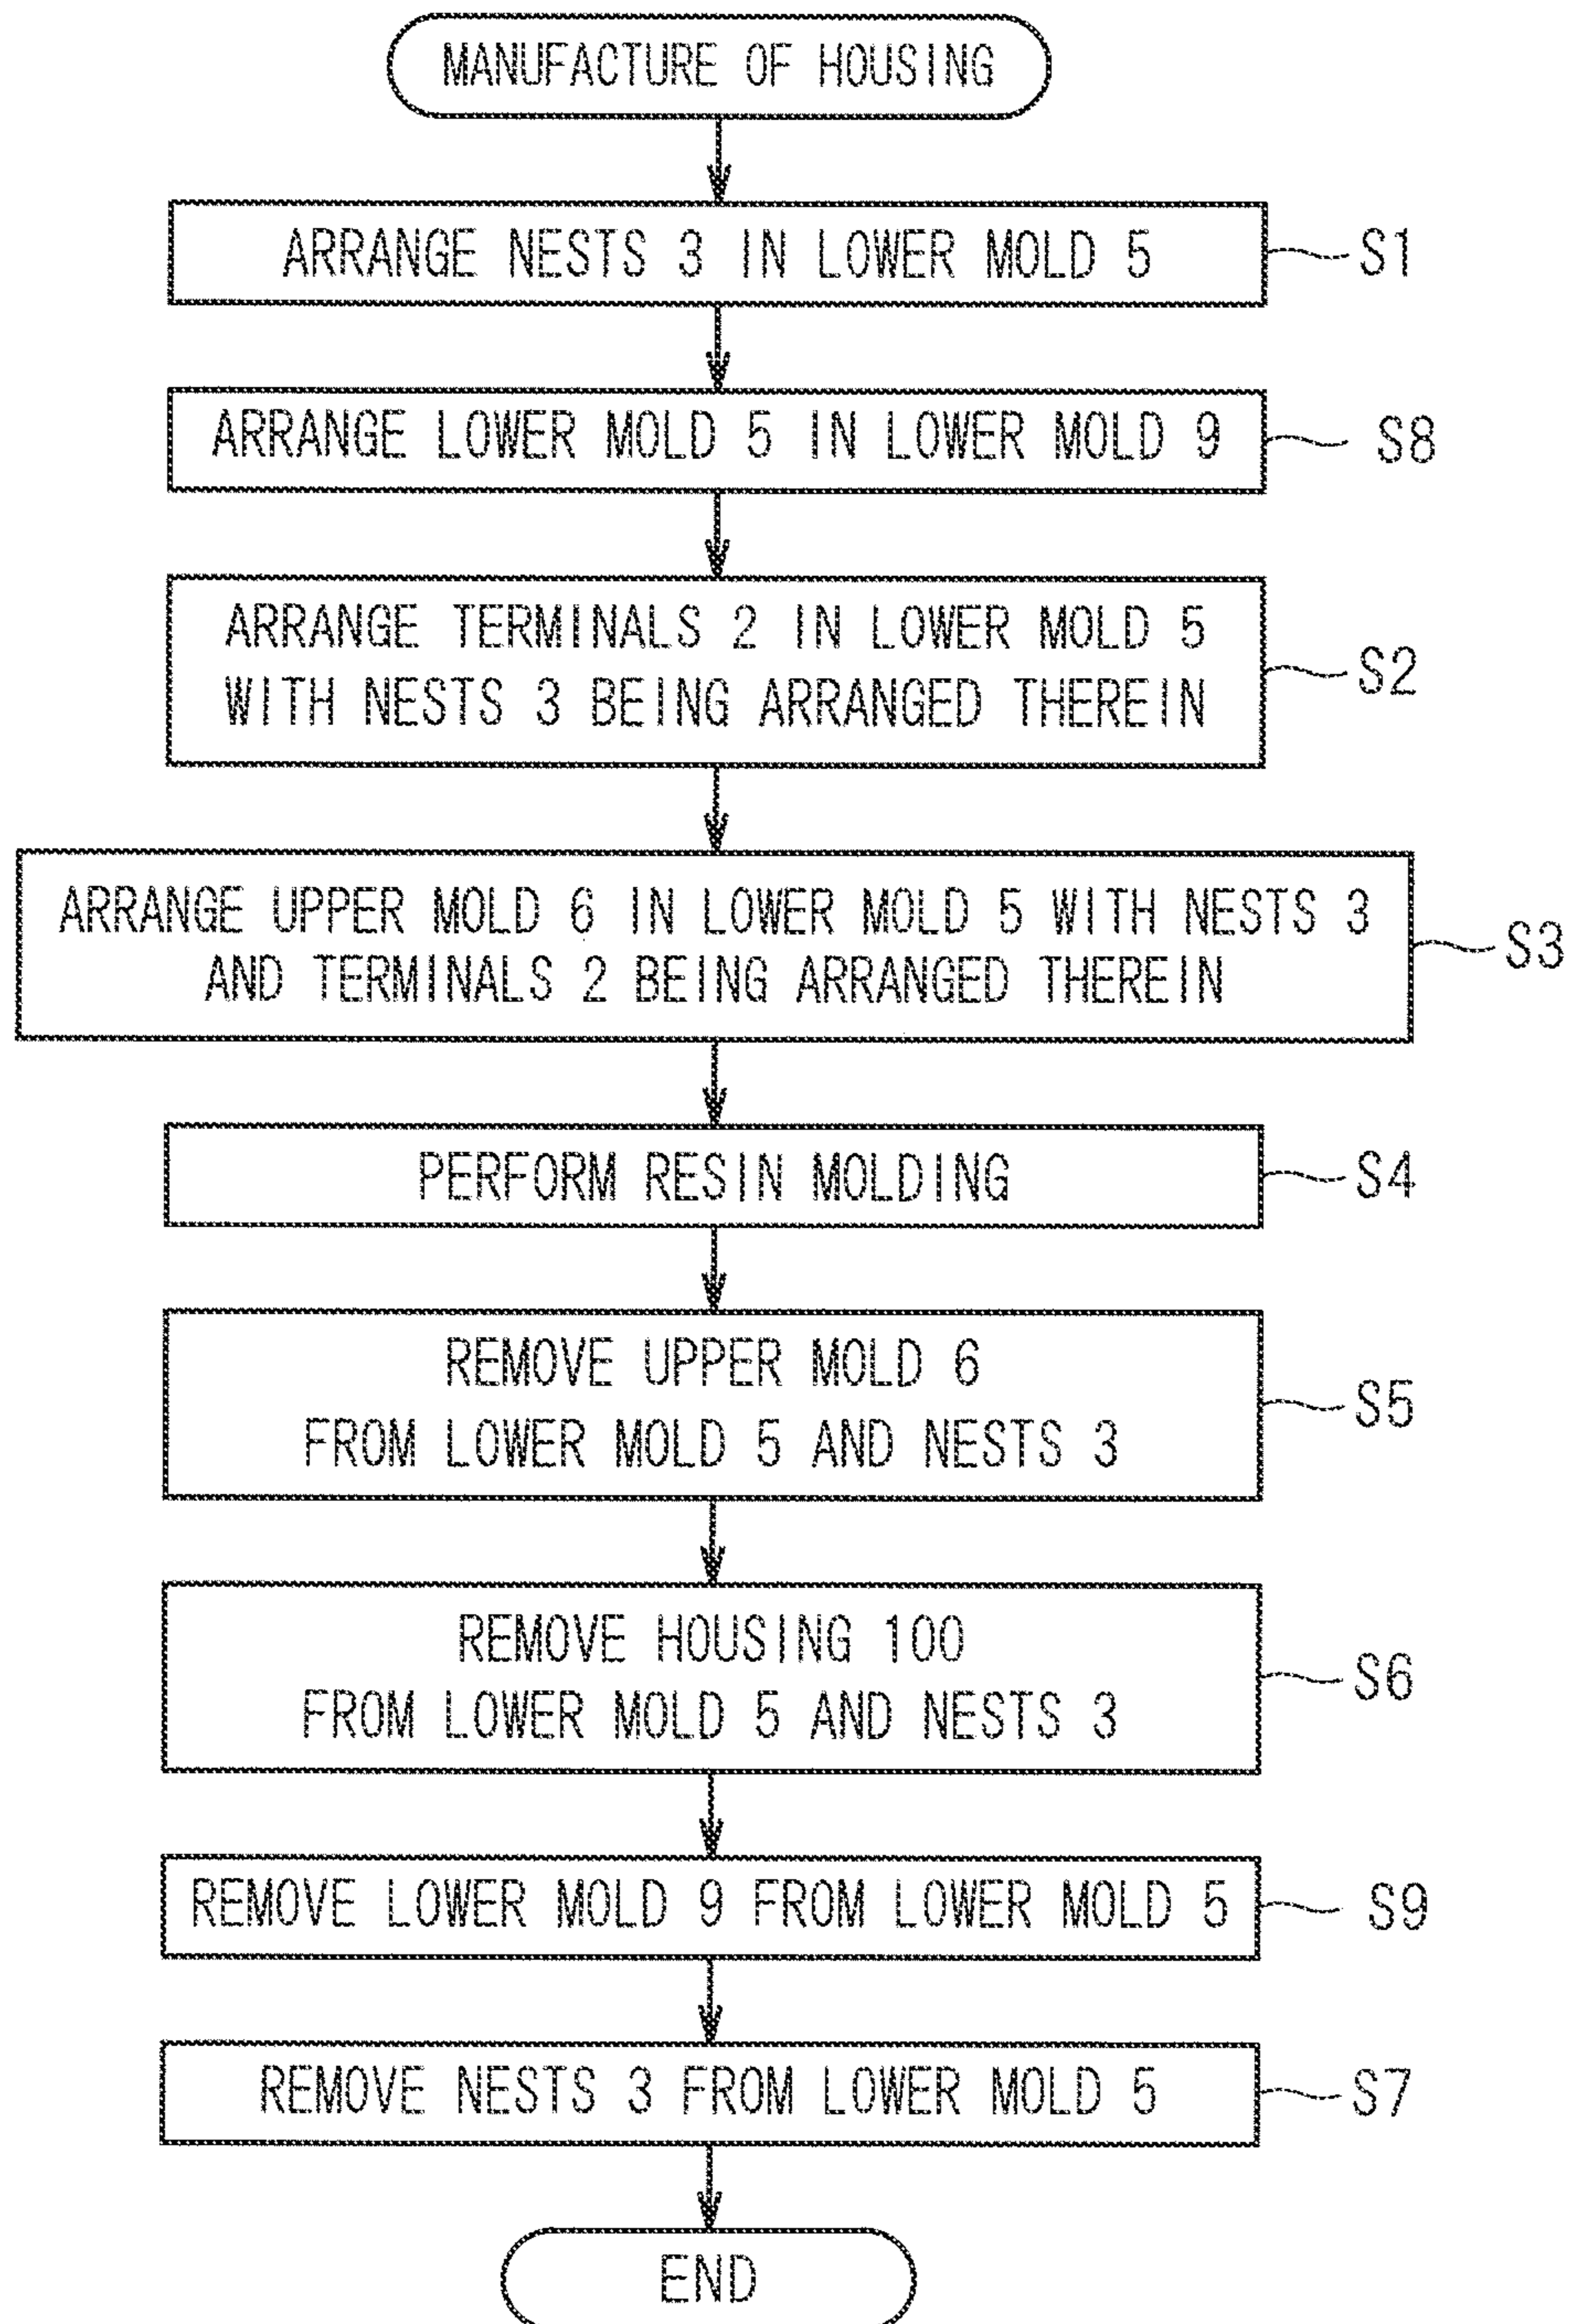 MANUFACTURE OF HOUSING
ARRANGE NESTS 3 IN LOWER MOLD 5
S1
ARRANGE LOWER MOLD 5 IN LOWER MOLD 9
S8
ARRANGE TERMINALS 2 IN LOWER MOLD 5
WITH NESTS 3 BEING ARRANGED THEREIN
S2
ARRANGE UPPER MOLD 6 IN LOWER MOLD 5 WITH NESTS 3
AND TERMINALS 2 BEING ARRANGED THEREIN
S3
PERFORM RESIN MOLDING
S4
REMOVE UPPER MOLD 6
FROM LOWER MOLD 5 AND NESTS 3
S5
REMOVE HOUSING 100
FROM LOWER MOLD 5 AND NESTS 3
S6
REMOVE LOWER MOLD 9 FROM LOWER MOLD 5
S9
REMOVE NESTS 3 FROM LOWER MOLD 5
S7
END